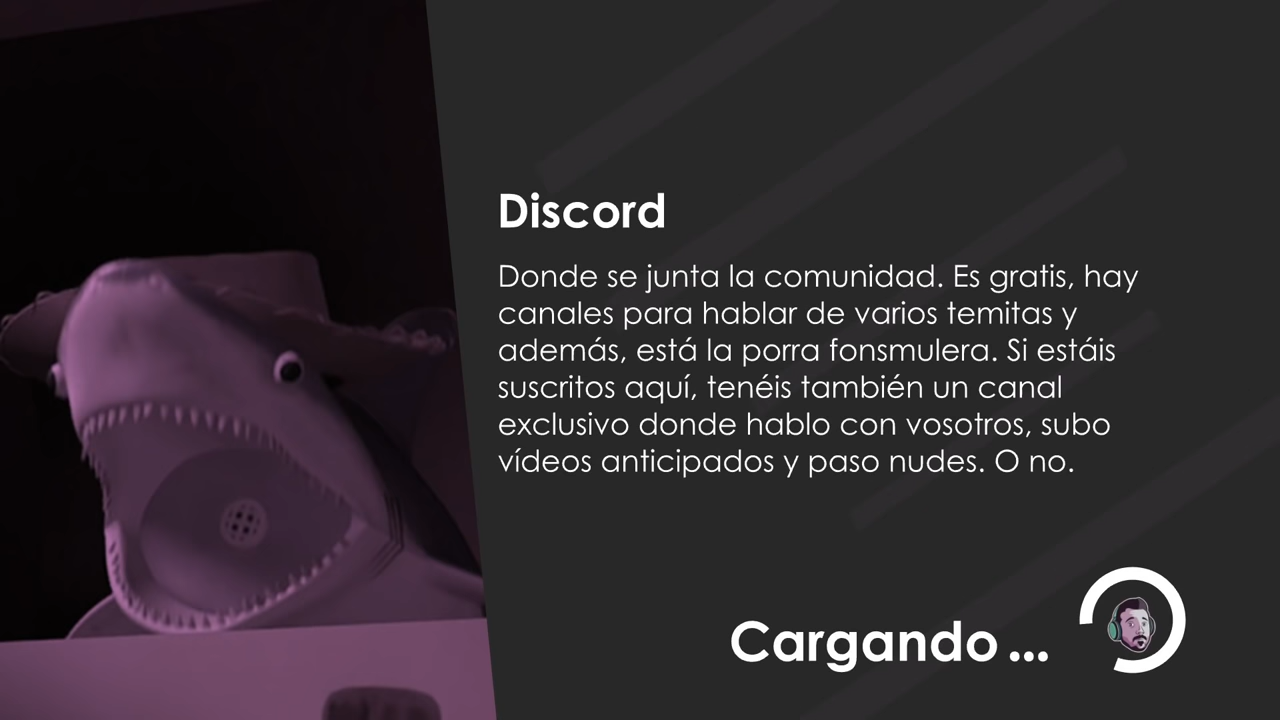 Discord
Donde se junta la comunidad. Es gratis, hay
canales para hablar de varios temitas y
además, está la porra fonsmulera. Si estáis
suscritos aquí, tenéis también un canal
exclusivo donde hablo con vosotros, subo
vídeos anticipados y paso nudes. O no.
Cargando ...